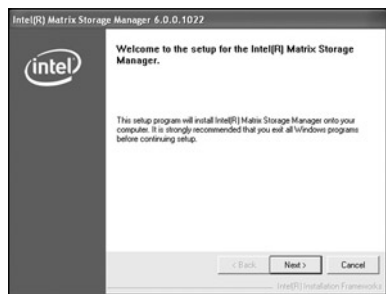 Intel(R) Matrix Storage Manager 6.0.0.1022
intel
Welcome to the setup for the Intel(R) Matrix Storage
Manager.
This setup program will install Intel(R) Matrix Storage Manager onto your
computer. It is strongly recommended that you exit all Windows programs
before continuing setup.
< Back
Next >
Cancel
Intel(R) Installation Frameworks